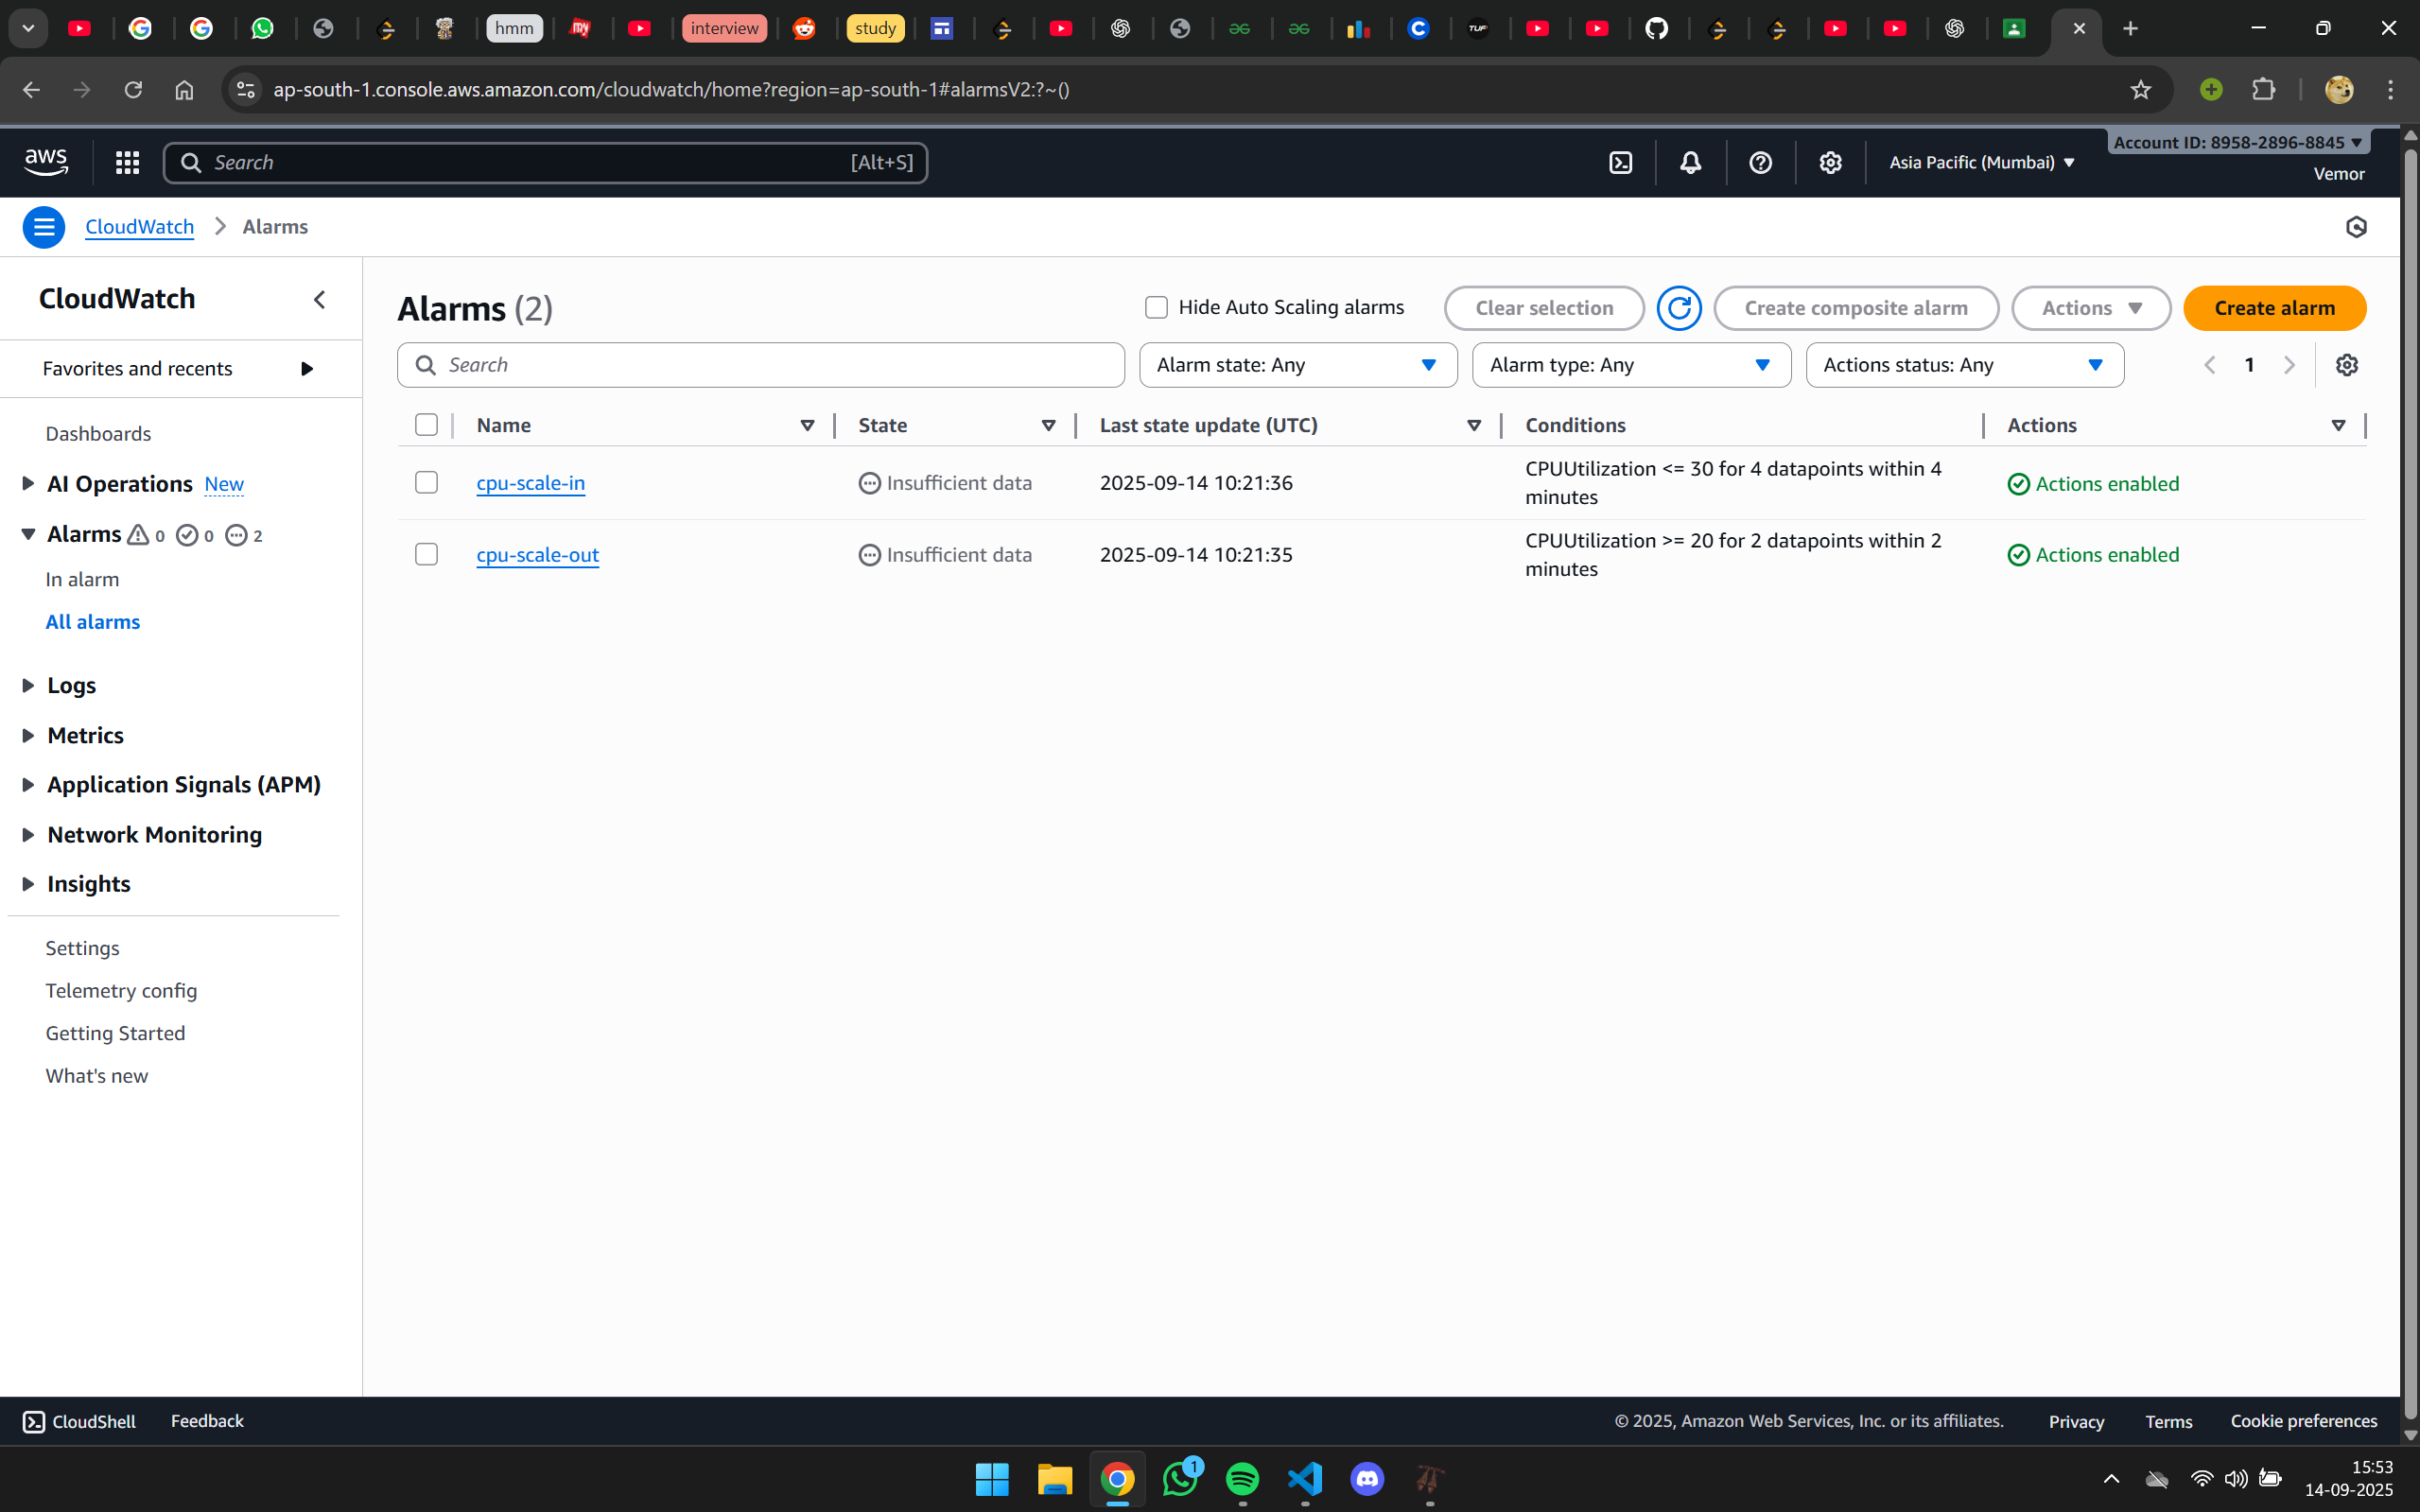 hmm
my
interview
study
TUF
ap-south-1.console.aws.amazon.com/cloudwatch/home?region=ap-south-1#alarmsV2:?~()
aws
Search [Alt+S]
Asia Pacific (Mumbai)
Account ID: 8958-2896-8845
Vemor
CloudWatch
Alarms
CloudWatch
Favorites and recents
Dashboards
AI Operations New
Alarms 0 0 2
In alarm
All alarms
Logs
Metrics
Application Signals (APM)
Network Monitoring
Insights
Settings
Telemetry config
Getting Started
What's new
Alarms (2)
Hide Auto Scaling alarms
Clear selection
Create composite alarm
Actions
Create alarm
Search
Alarm state: Any
Alarm type: Any
Actions status: Any
1
Name State Last state update (UTC) Conditions Actions
cpu-scale-in Insufficient data 2025-09-14 10:21:36 CPUUtilization <= 30 for 4 datapoints within 4 Actions enabled
minutes
cpu-scale-out Insufficient data 2025-09-14 10:21:35 CPUUtilization >= 20 for 2 datapoints within 2 Actions enabled
minutes
CloudShell
Feedback
© 2025, Amazon Web Services, Inc. or its affiliates.
Privacy
Terms
Cookie preferences
1
15:53
14-09-2025